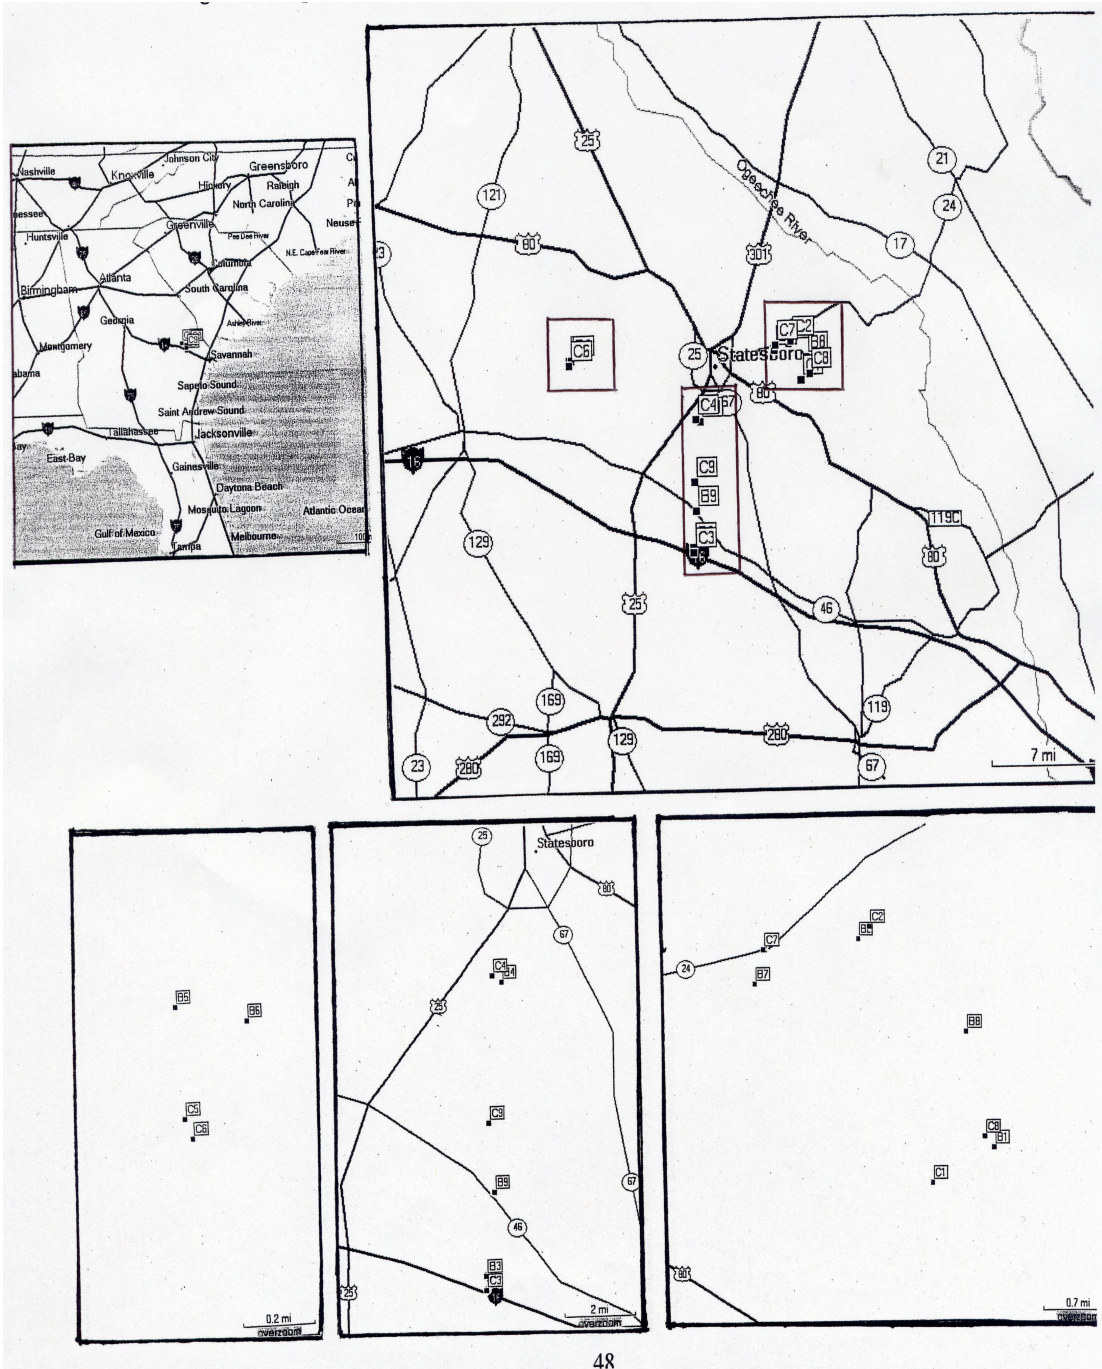 Johnson City
Nashville
Knoxville
Greensboro
Hickory
Raleigh
North Carolina
Neuse
Huntsville
Greenville
Pee Dee River
N.E. Cape Fear River
Columbia
Atlanta
Birmingham
South Carolina
Georgia
Ashley River
C9
Montgomery
Savannah
abama
Sapelo Sound
Saint Andrew Sound
Tallahassee
Jacksonville
East Bay
Gainesville
Daytona Beach
Mosquito Lagoon
Atlantic Ocean
Gulf of Mexico
Melbourne
Tampa
25
121
21
24
Ogeechee River
80
301
17
C7
C2
B8
C6
25
Statesboro
C8
80
C4
67
16
C9
B9
119C
C3
129
80
25
46
169
119
292
129
280
7 mi
23
280
169
67
B5
B6
C5
C6
0.2 mi
overzoom
25
Statesboro
80
67
C4
B4
25
C9
B9
67
46
B3
C3
25
2 mi
overzoom
C2
C7
24
B7
B8
C8
B1
C1
80
0.7 mi
48